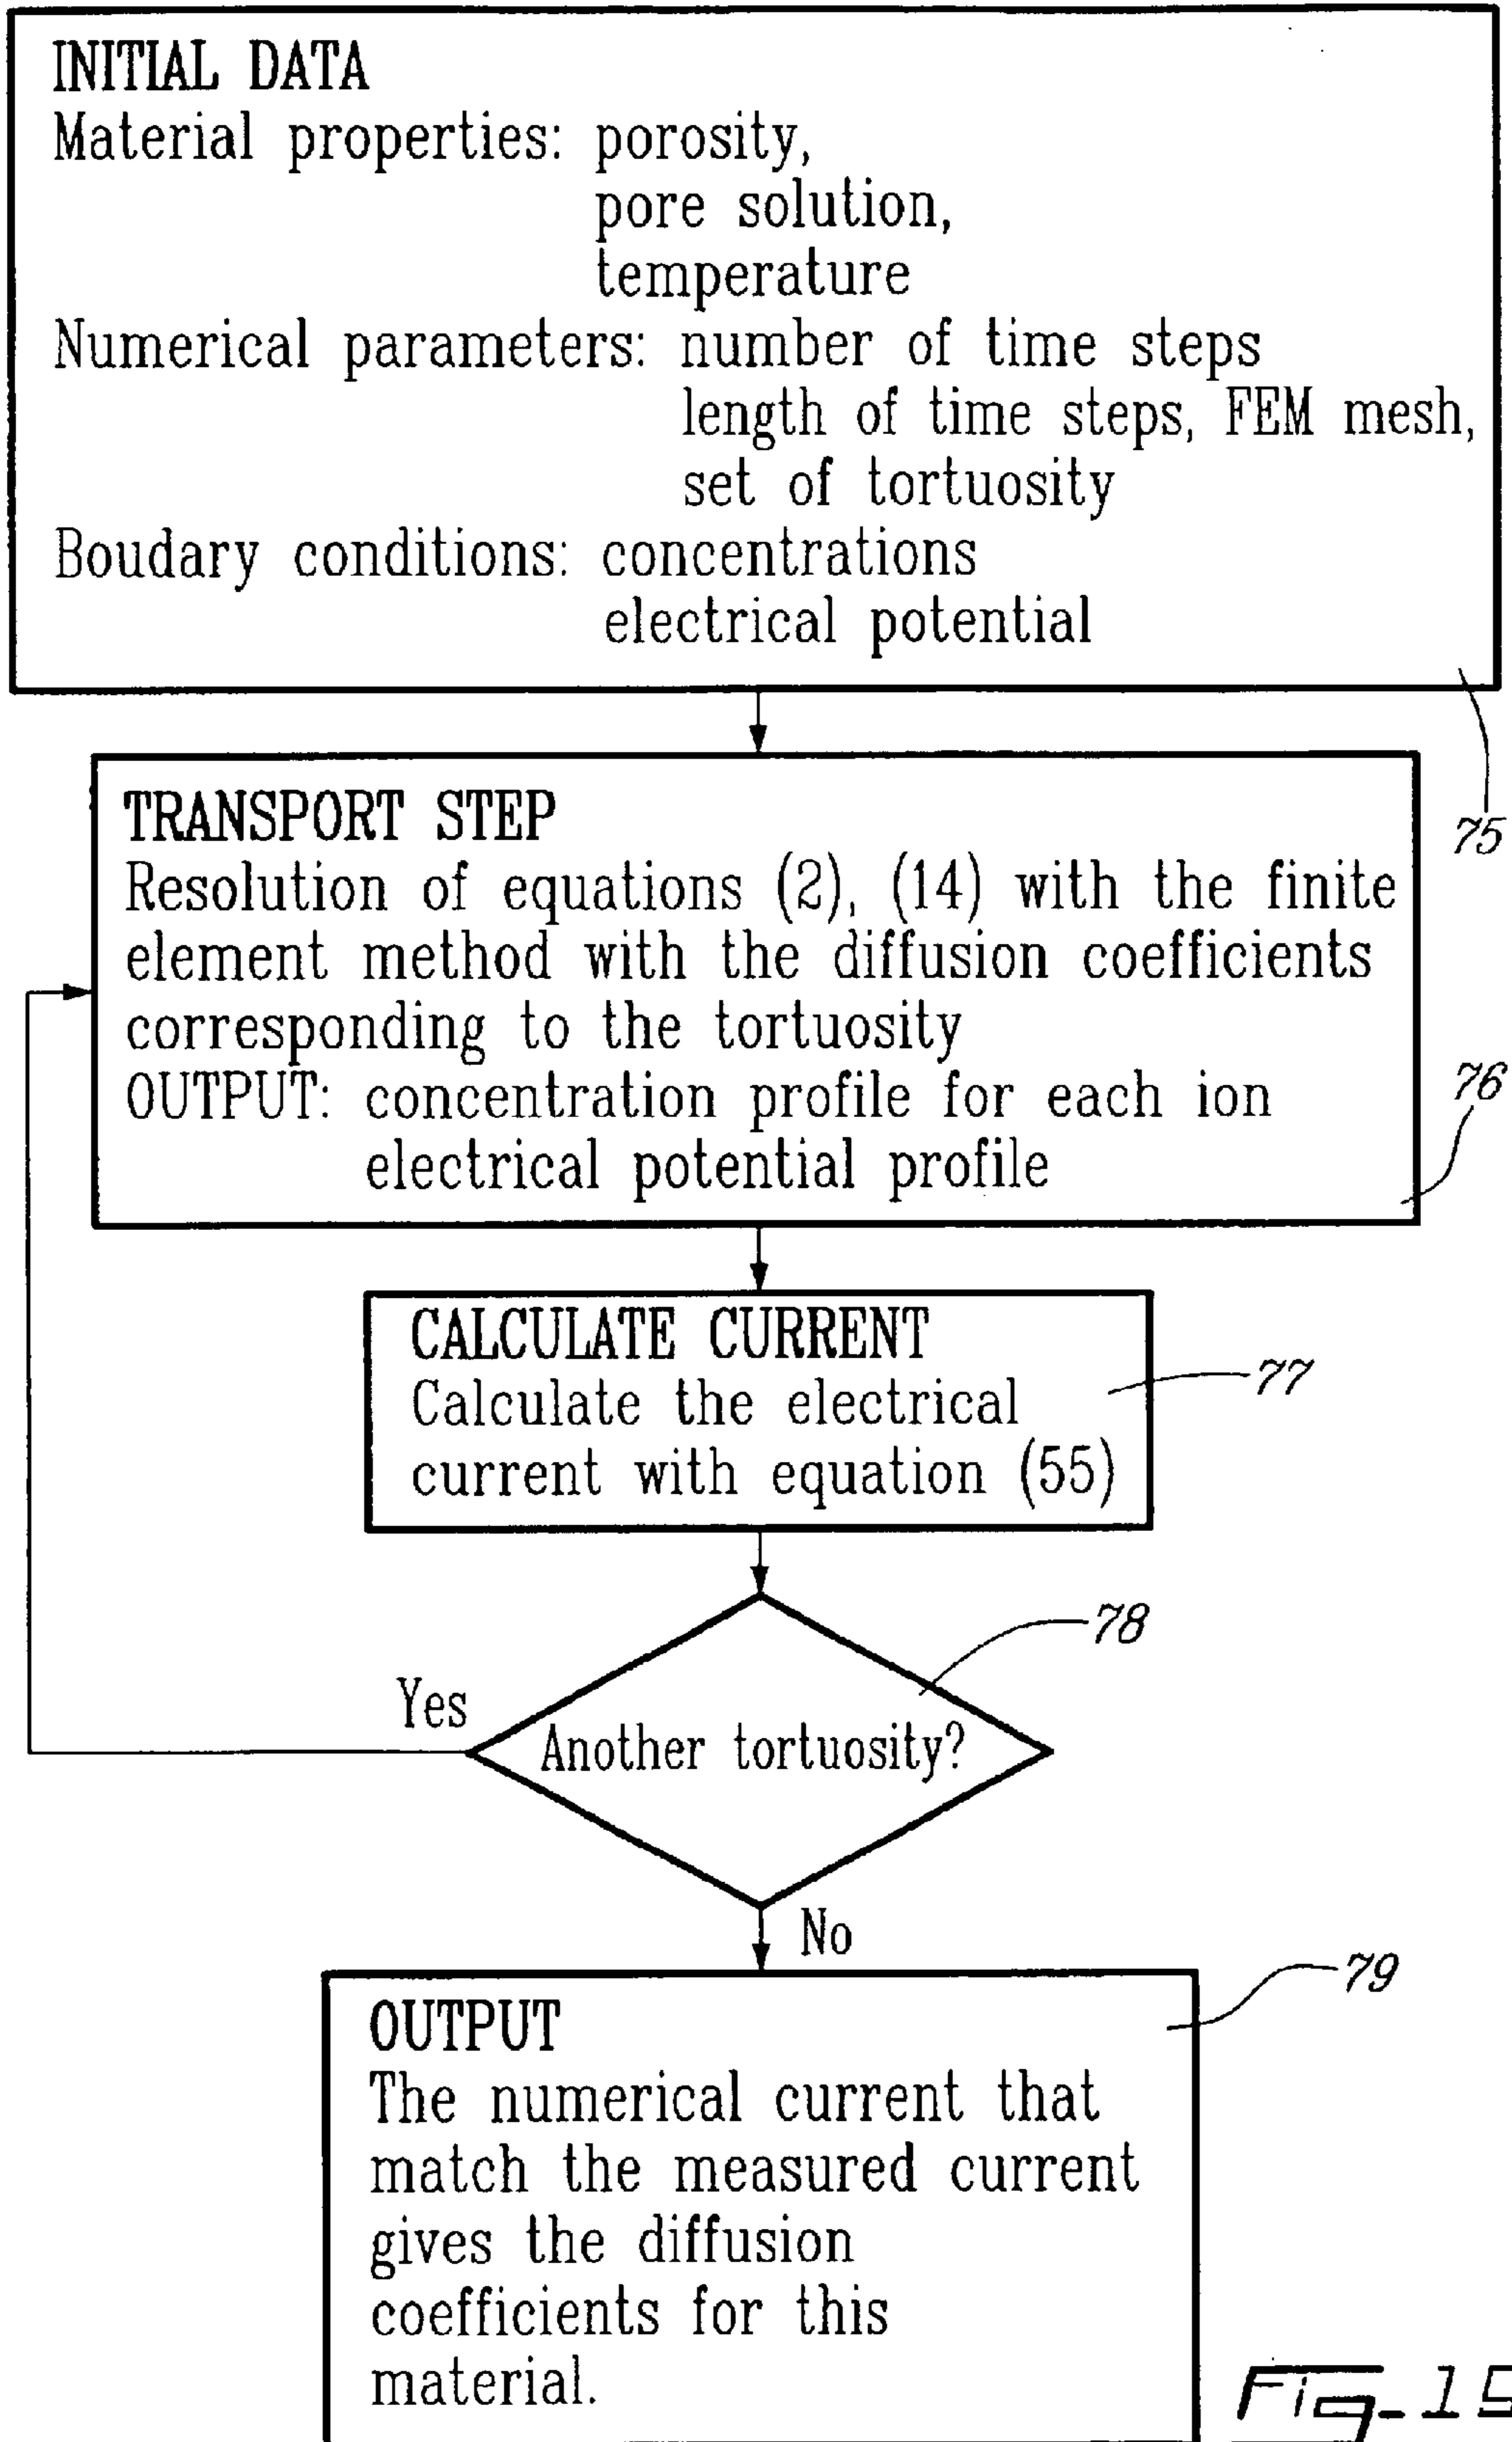 INITIAL DATA
Material properties: porosity,
pore solution,
temperature
Numerical parameters: number of time steps
length of time steps, FEM mesh,
set of tortuosity
Boudary conditions: concentrations
electrical potential
75
TRANSPORT STEP
Resolution of equations (2), (14) with the finite
element method with the diffusion coefficients
corresponding to the tortuosity
OUTPUT: concentration profile for each ion
electrical potential profile
76
CALCULATE CURRENT
Calculate the electrical
current with equation (55)
77
78
Yes
Another tortuosity?
No
79
OUTPUT
The numerical current that
match the measured current
gives the diffusion
coefficients for this
material.
Fig-